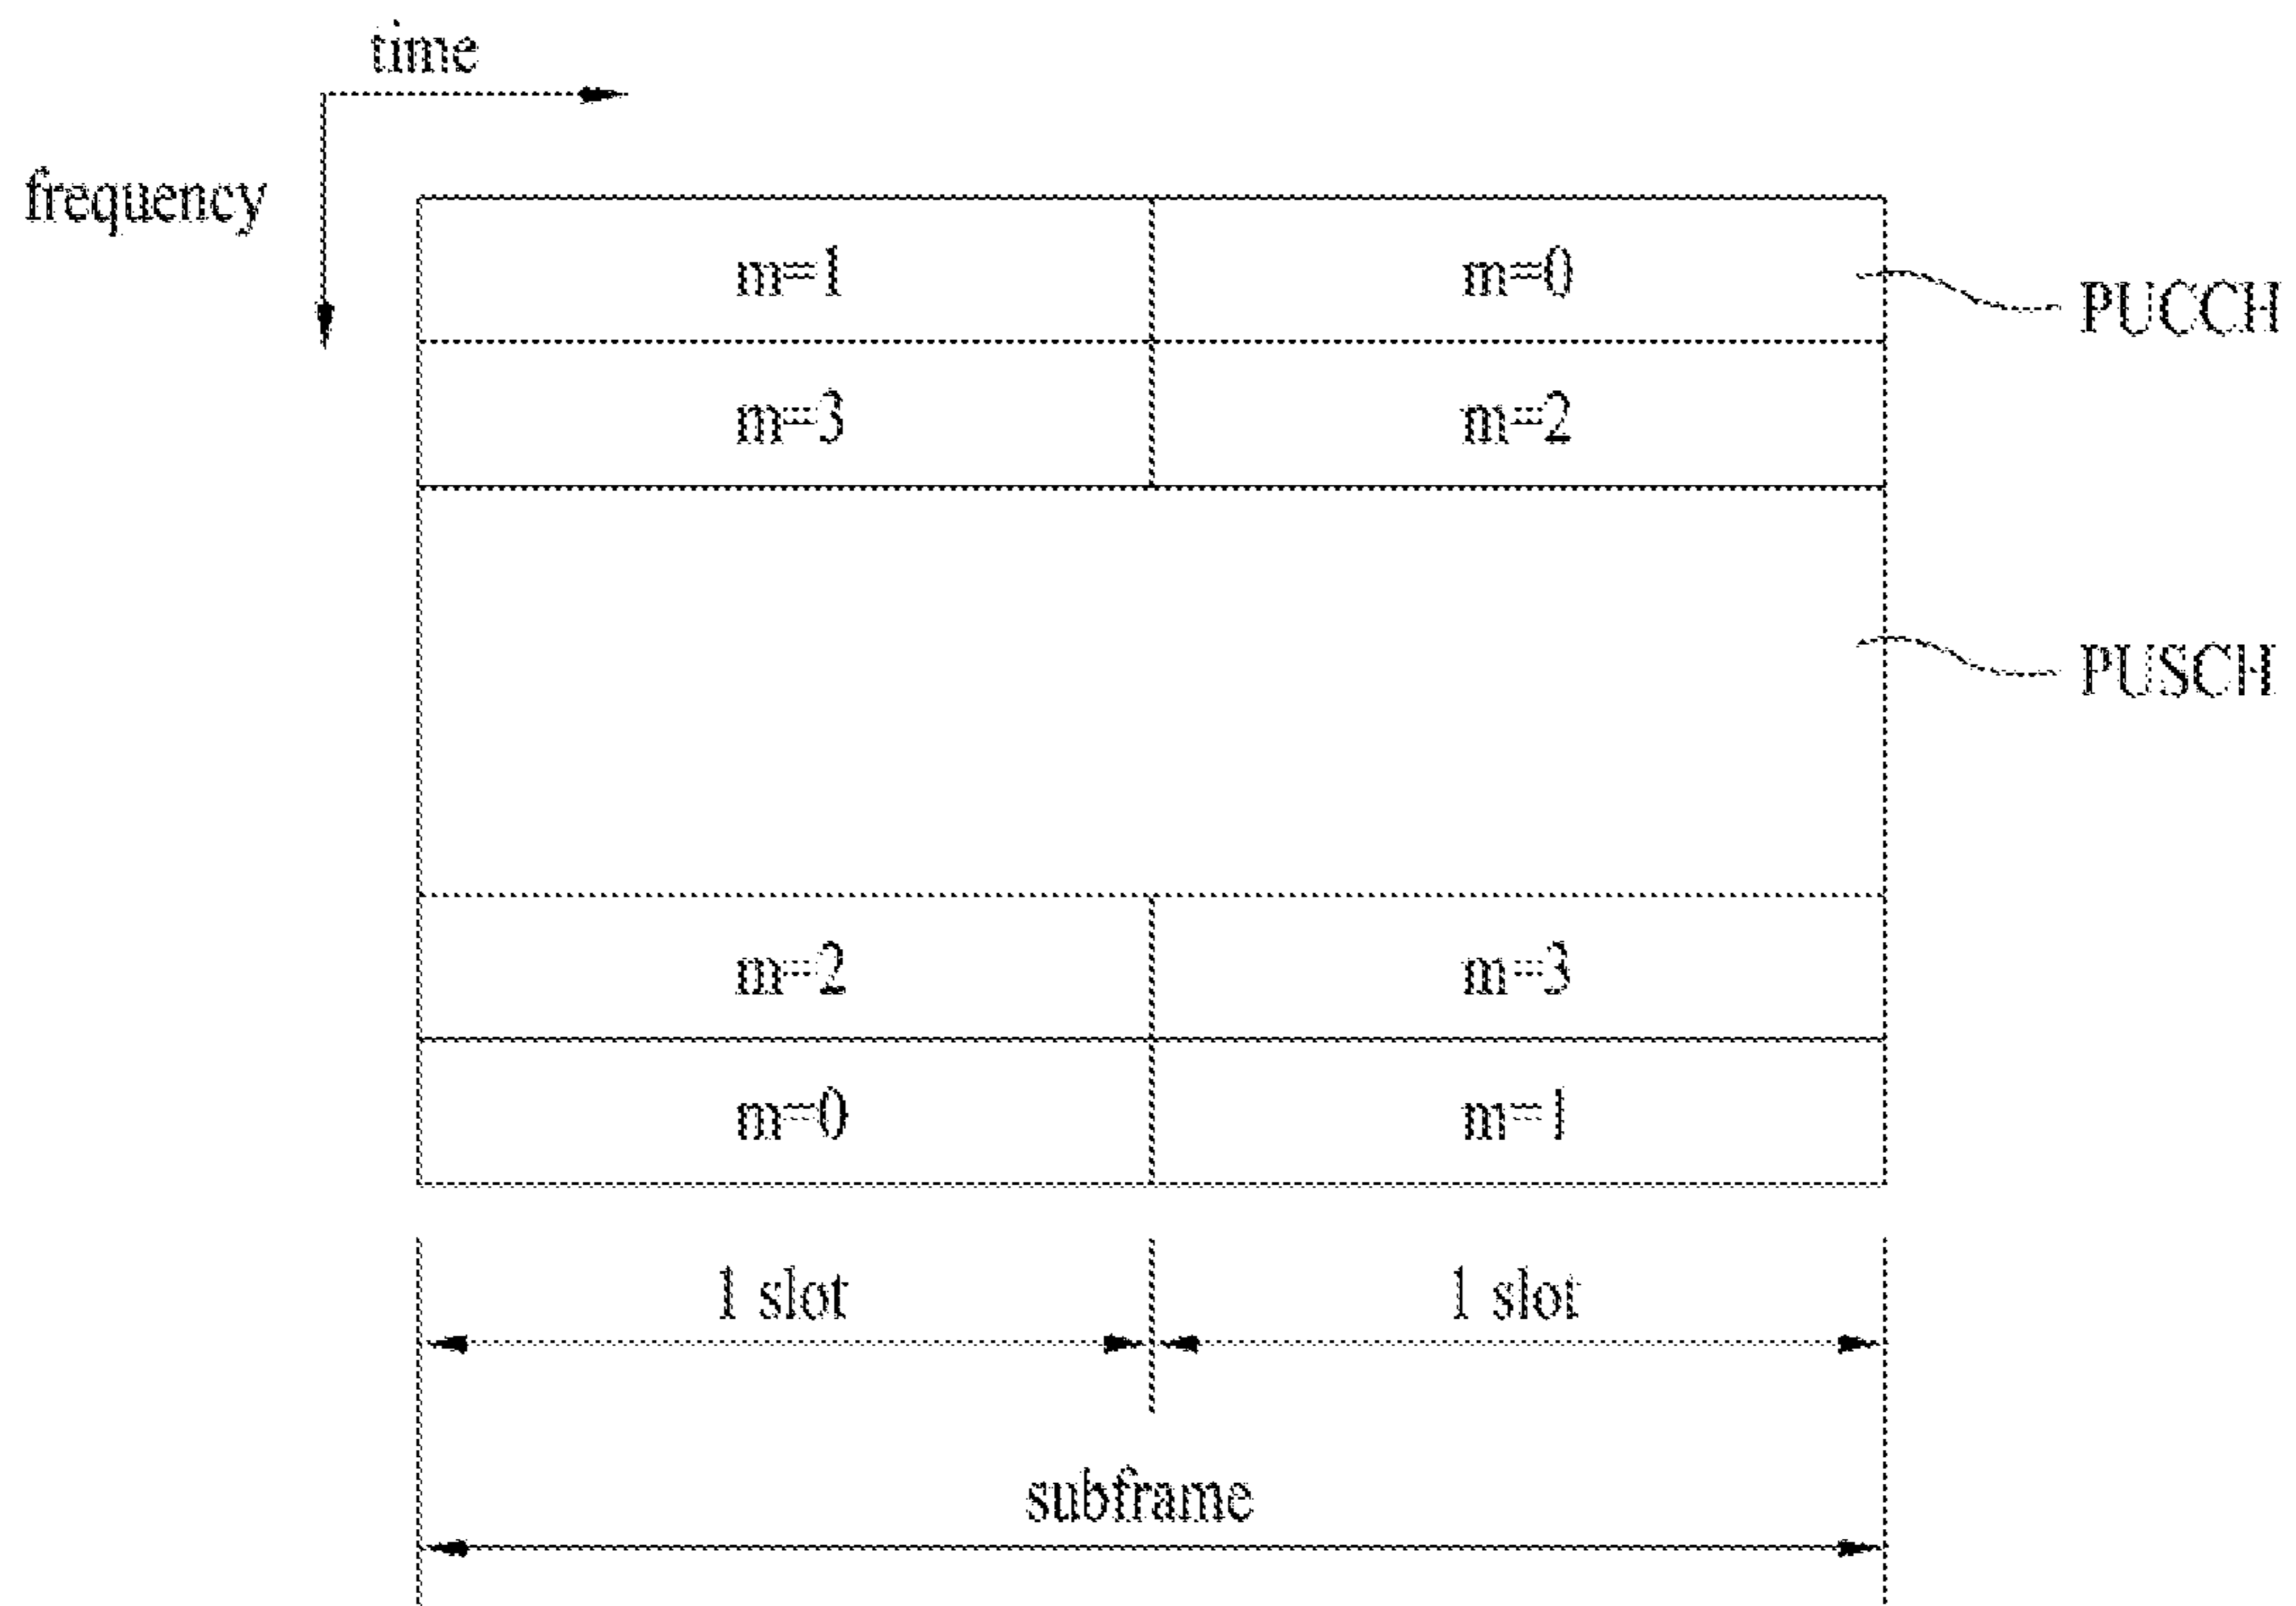 time
frequency
m=1
m=0
PUCCH
m=3
m=2
PUSCH
m=2
m=3
m=0
m=1
1 slot
1 slot
subframe